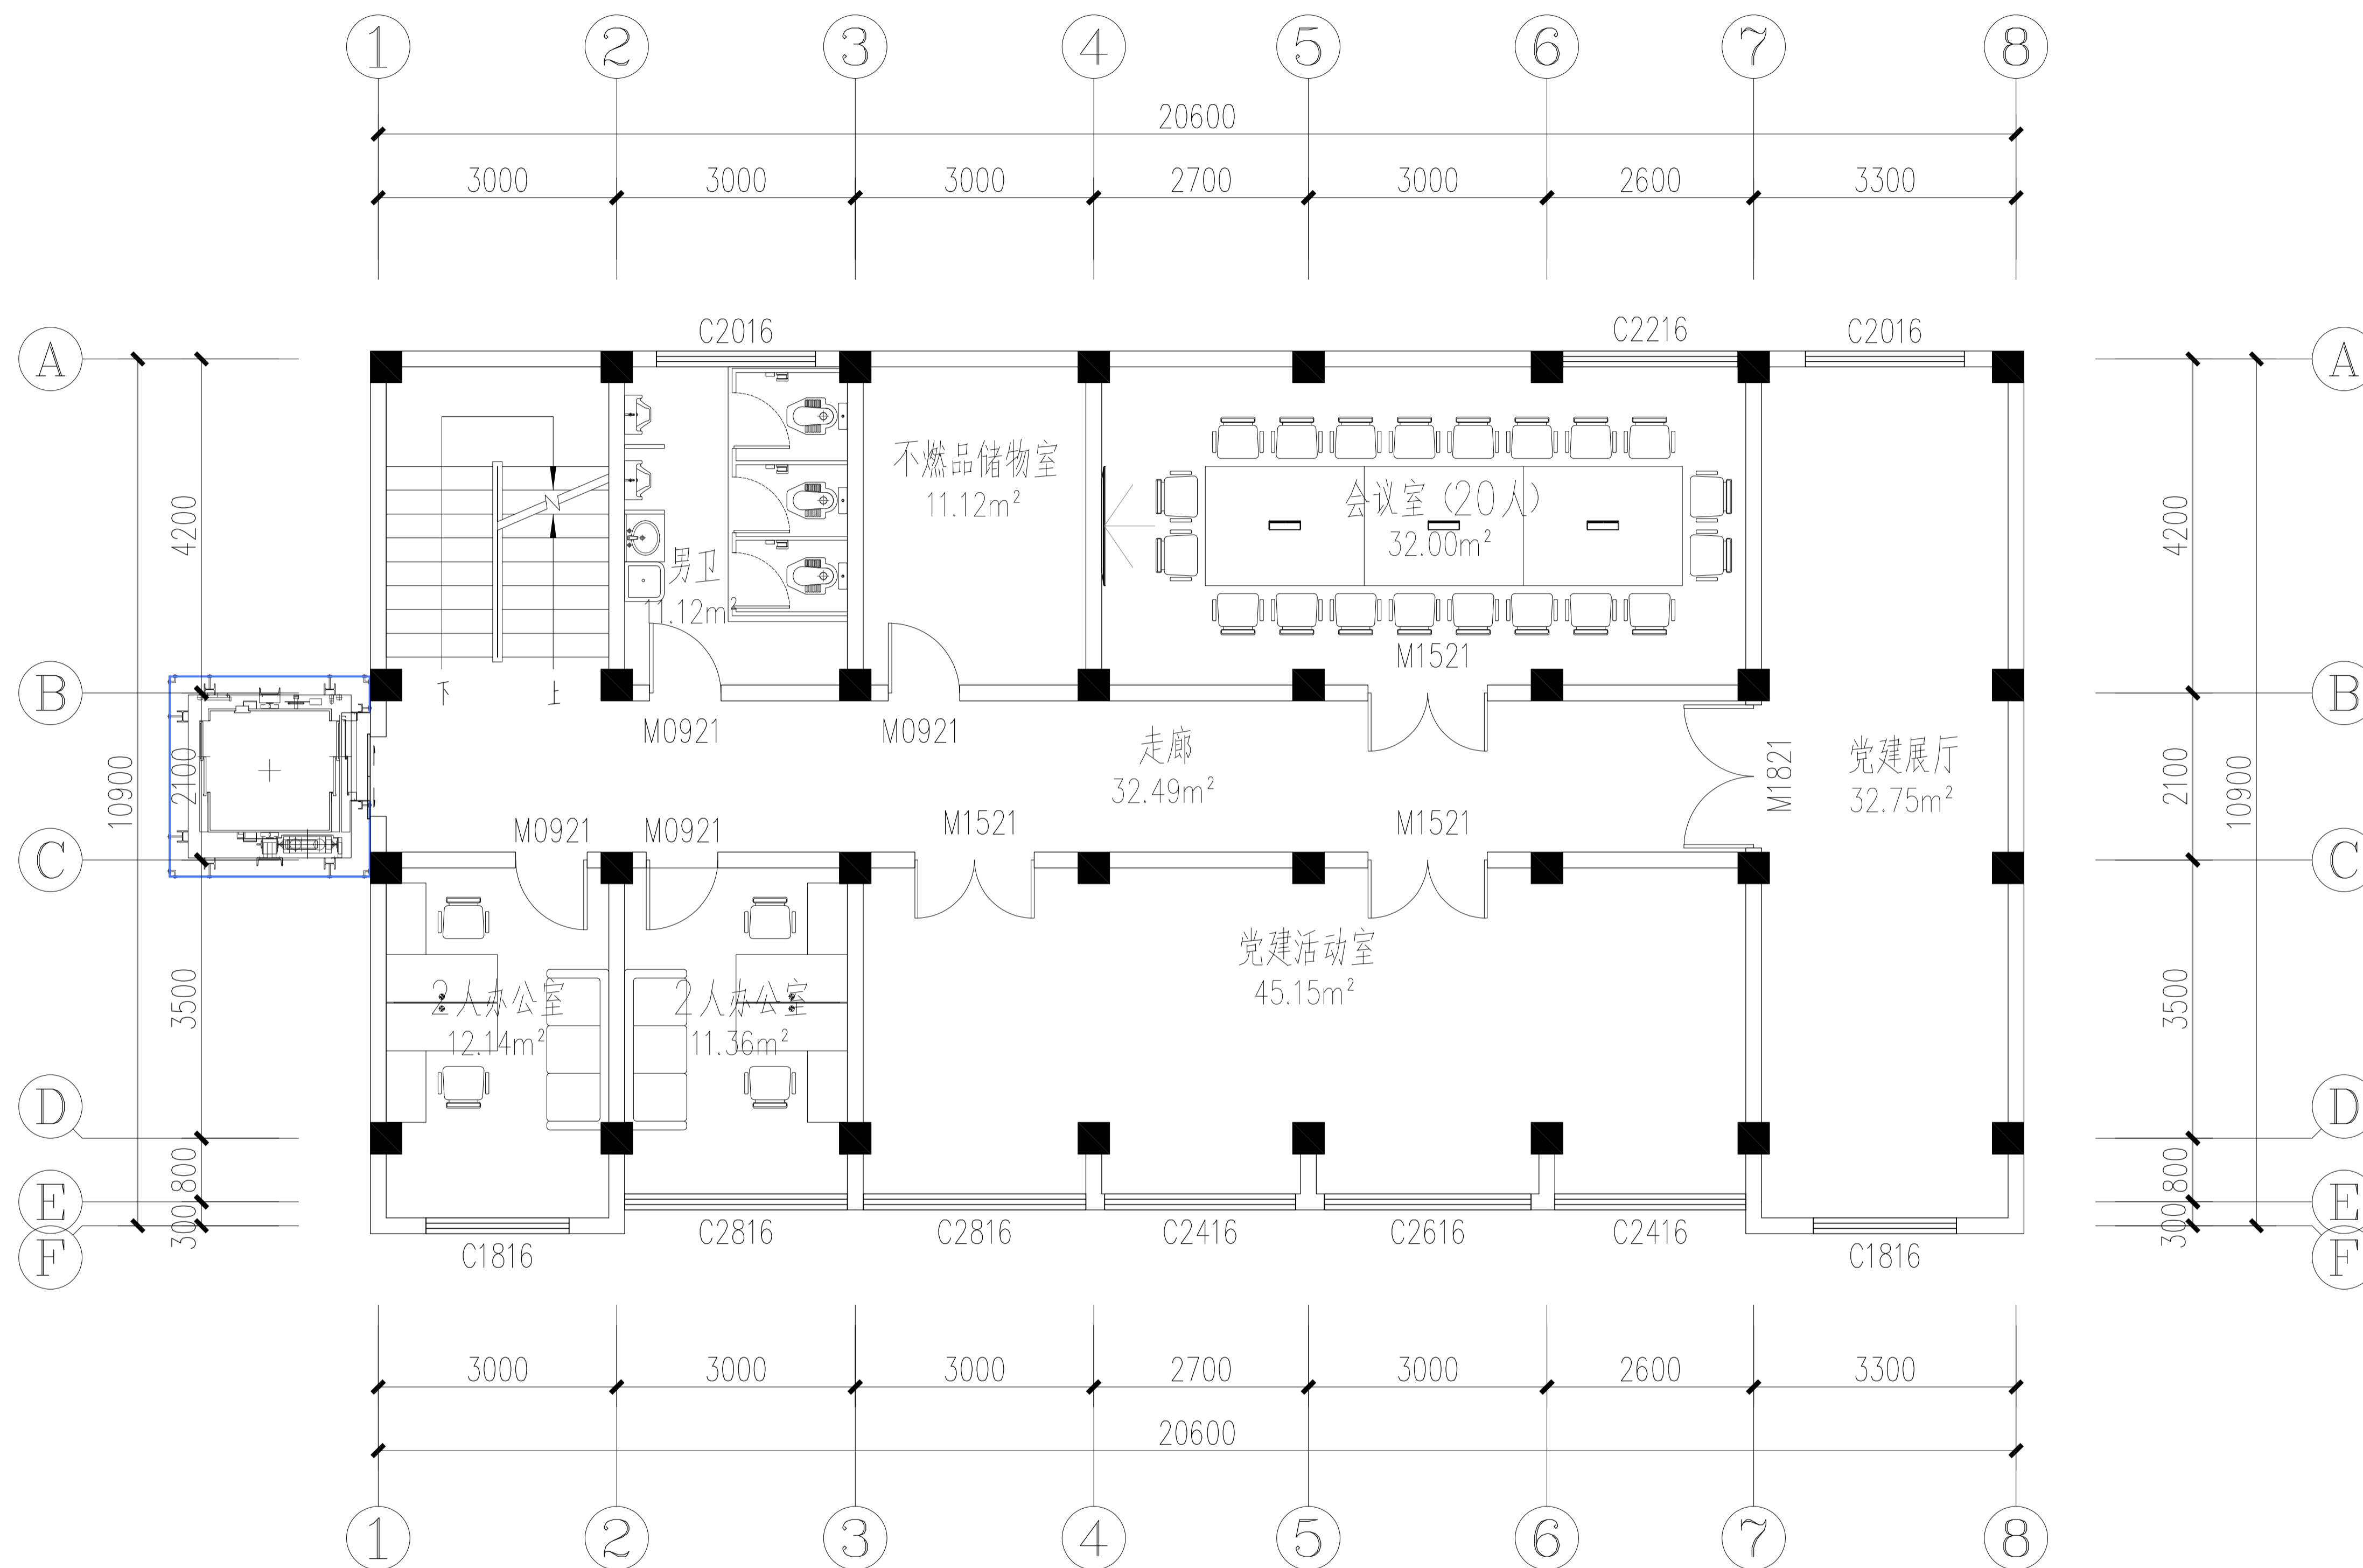 1 2 3 4 5 6 7 8
20600
3000 3000 3000 2700 3000 2600 3300
C2016 C2216 C2016
A A
不燃品储物室
11.12m²
会议室(20人)
32.00m²
4200 4200
男卫
11.12m²
M1521
下 上
B B
M0921 M0921
走廊
32.49m²
M1821
党建展厅
32.75m²
10900 2100 2100 10900
M0921 M0921 M1521 M1521
C C
党建活动室
45.15m²
2人办公室 2人办公室
12.14m² 11.36m²
3500 3500
D D
800 800
E E
300 300
C2816 C2816 C2416 C2616 C2416
F F
C1816 C1816
3000 3000 3000 2700 3000 2600 3300
20600
1 2 3 4 5 6 7 8